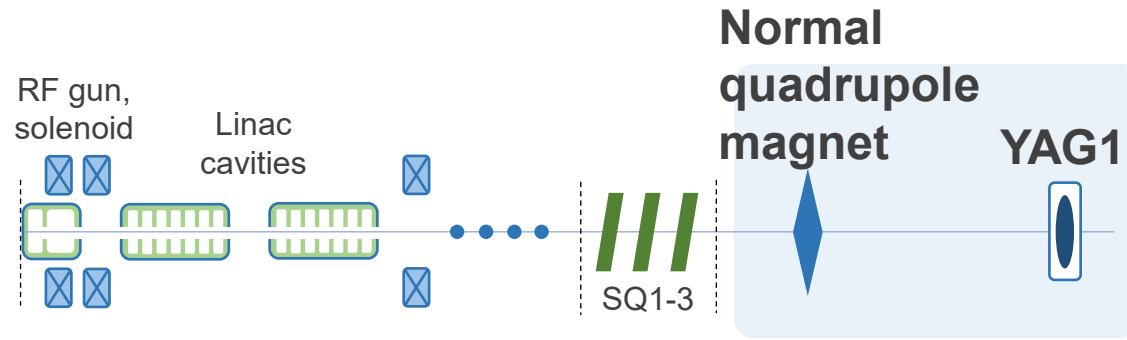 RF gun,
solenoid
Linac
cavities
SQ1-3
Normal
quadrupole
magnet
YAG1